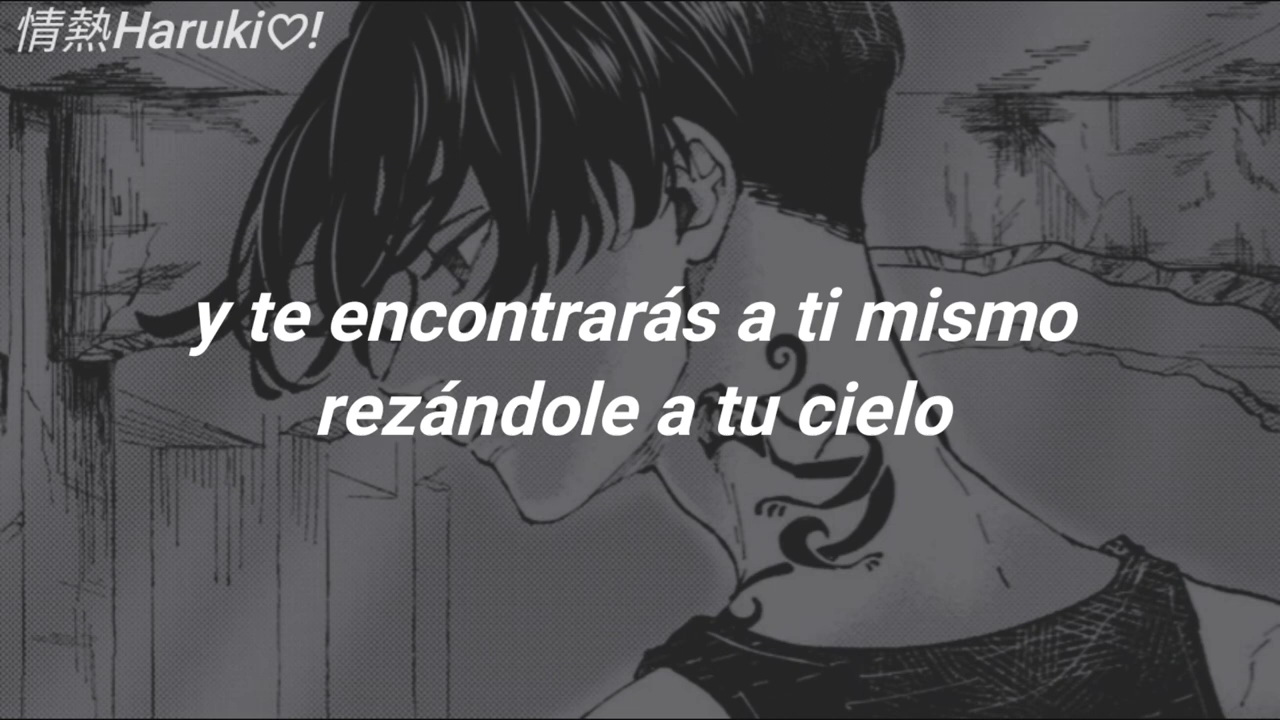 情熱Haruki♡!
y te encontrarás a ti mismo
rezándole a tu cielo